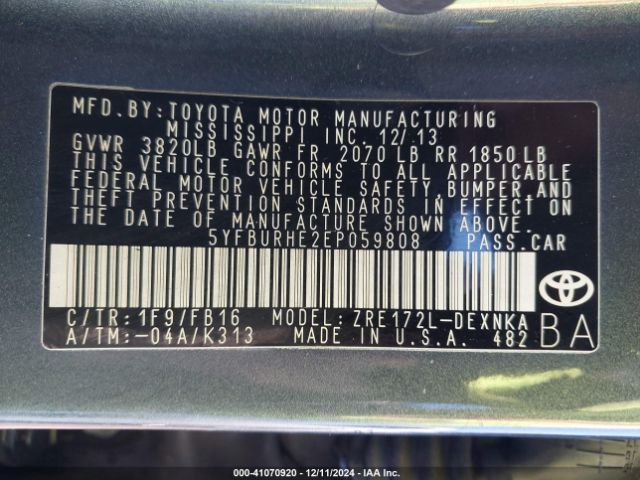 MFD.BY:TOYOTA MOTOR MANUFACTURING
MISSISSIPPI INC. 12/13
GVWR 3820LB GAWR FR. 2070 LB RR 1850 LB
THIS VEHICLE CONFORMS TO ALL APPLICABLE
FEDERAL MOTOR VEHICLE SAFETY, BUMPER, AND
THEFT PREVENTION STANDARDS IN EFFECT ON
THE DATE OF MANUFACTURE SHOWN ABOVE.
5YFBURHE2EP059808 PASS.CAR
C/TR:1F9/FB16 MODEL:ZRE172L-DEXNKA
A/TM:-04A/K313 MADE IN U.S.A. 482
BA
000-41070920 - 12/11/2024 - IAA Inc.